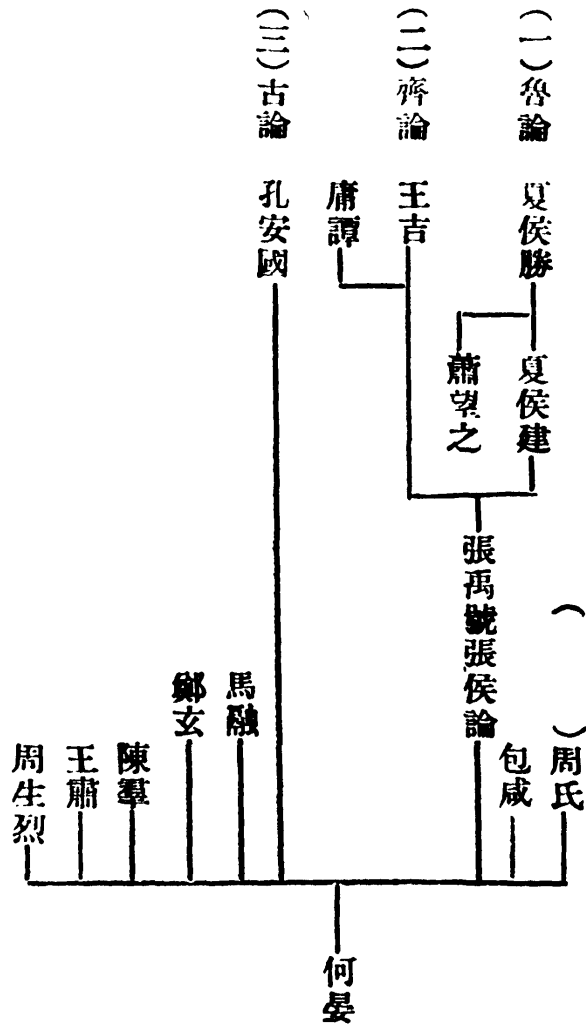 （一）魯論
夏侯勝
夏侯建
蕭望之
（二）齊論
王吉
庸譚
張禹號張侯論
（三）古論
孔安國
（　　）周氏
包咸
馬融
鄭玄
陳羣
王肅
周生烈
何晏